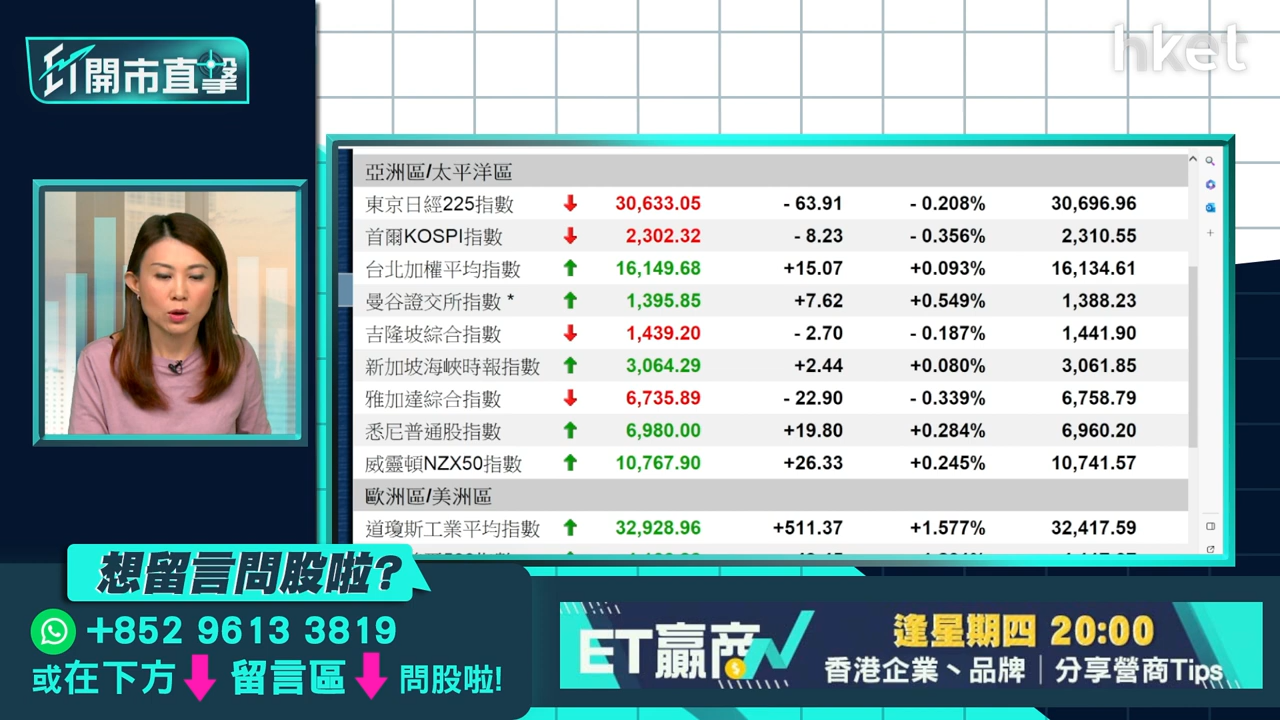 ET開市直擊
hket
亞洲區/太平洋區
東京日經225指數 30,633.05 - 63.91 - 0.208% 30,696.96
首爾KOSPI指數 2,302.32 - 8.23 - 0.356% 2,310.55
台北加權平均指數 16,149.68 +15.07 +0.093% 16,134.61
曼谷證交所指數 * 1,395.85 +7.62 +0.549% 1,388.23
吉隆坡綜合指數 1,439.20 - 2.70 - 0.187% 1,441.90
新加坡海峽時報指數 3,064.29 +2.44 +0.080% 3,061.85
雅加達綜合指數 6,735.89 - 22.90 - 0.339% 6,758.79
悉尼普通股指數 6,980.00 +19.80 +0.284% 6,960.20
威靈頓NZX50指數 10,767.90 +26.33 +0.245% 10,741.57
歐洲區/美洲區
道瓊斯工業平均指數 32,928.96 +511.37 +1.577% 32,417.59
想留言問股啦?
+852 9613 3819
或在下方 留言區 問股啦!
ET贏商
逢星期四 20:00
香港企業、品牌｜分享營商Tips